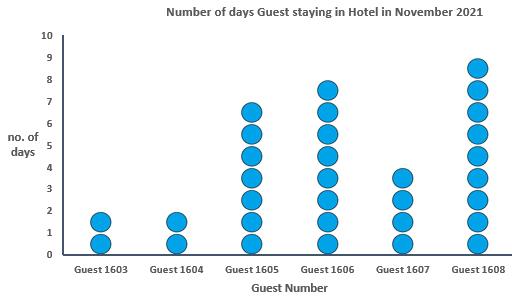 Number of days Guest staying in Hotel in November 2021
10
9
8
7
6
5
4
3
2
1
0
no. of
days
Guest 1603 Guest 1604 Guest 1605 Guest 1606 Guest 1607 Guest 1608
Guest Number